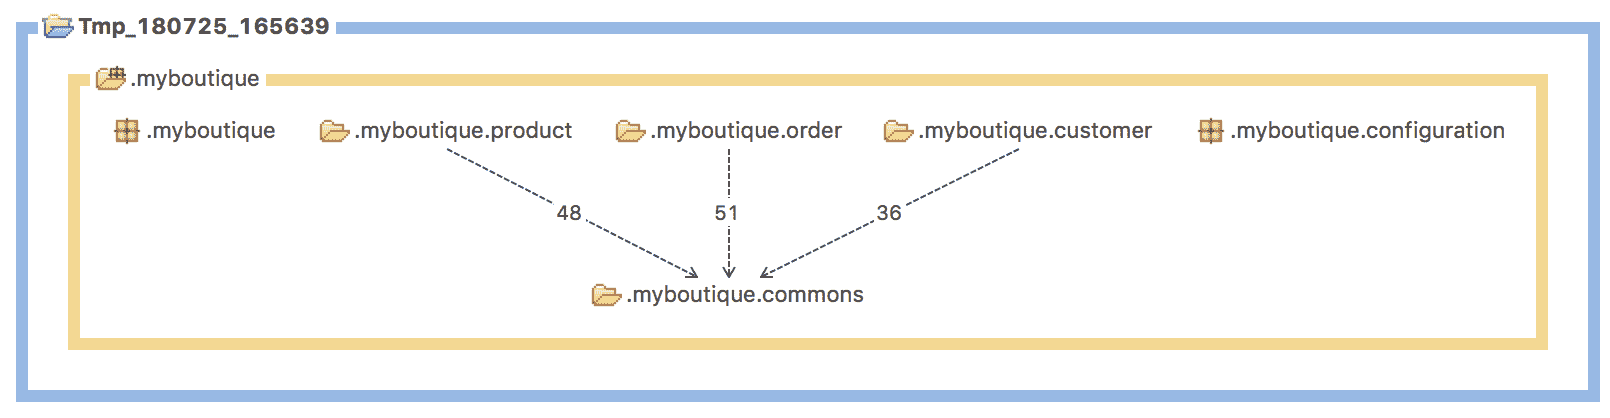 Tmp_180725_165639
.myboutique
.myboutique .myboutique.product .myboutique.order .myboutique.customer .myboutique.configuration
48 51 36
.myboutique.commons